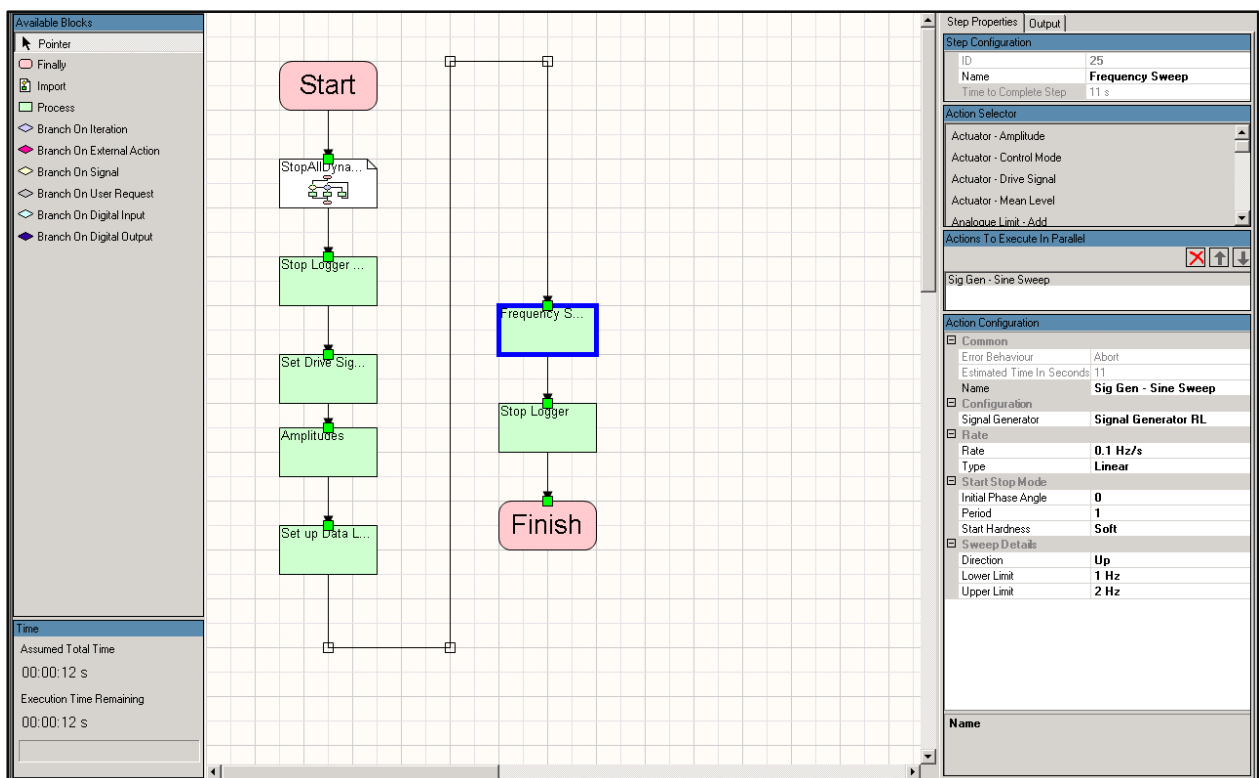 Available Blocks
Pointer
Finally
Import
Process
Branch On Iteration
Branch On External Action
Branch On Signal
Branch On User Request
Branch On Digital Input
Branch On Digital Output
Time
Assumed Total Time
00:00:12 s
Execution Time Remaining
00:00:12 s
Start
StopAllDyna...
Stop Logger ...
Set Drive Sig...
Amplitudes
Set up Data L...
Frequency S...
Stop Logger
Finish
Step Properties Output
Step Configuration
ID 25
Name Frequency Sweep
Time to Complete Step 11 s
Action Selector
Actuator - Amplitude
Actuator - Control Mode
Actuator - Drive Signal
Actuator - Mean Level
Analogue Limit - Add
Actions To Execute In Parallel
Sig Gen - Sine Sweep
Action Configuration
Common
Error Behaviour Abort
Estimated Time In Seconds 11
Name Sig Gen - Sine Sweep
Configuration
Signal Generator Signal Generator RL
Rate
Rate 0.1 Hz/s
Type Linear
Start Stop Mode
Initial Phase Angle 0
Period 1
Start Hardness Soft
Sweep Details
Direction Up
Lower Limit 1 Hz
Upper Limit 2 Hz
Name